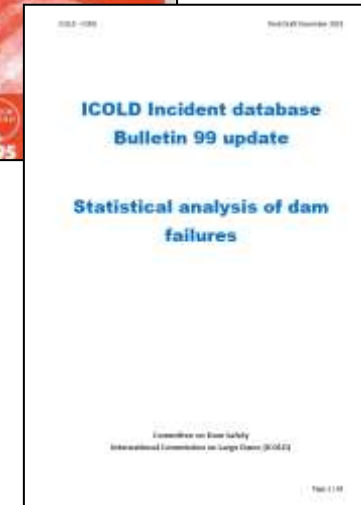 95
ICOLD Incident database
Bulletin 99 update
Statistical analysis of dam
failures
Committee on Dam Safety
International Commission on Large Dams (ICOLD)